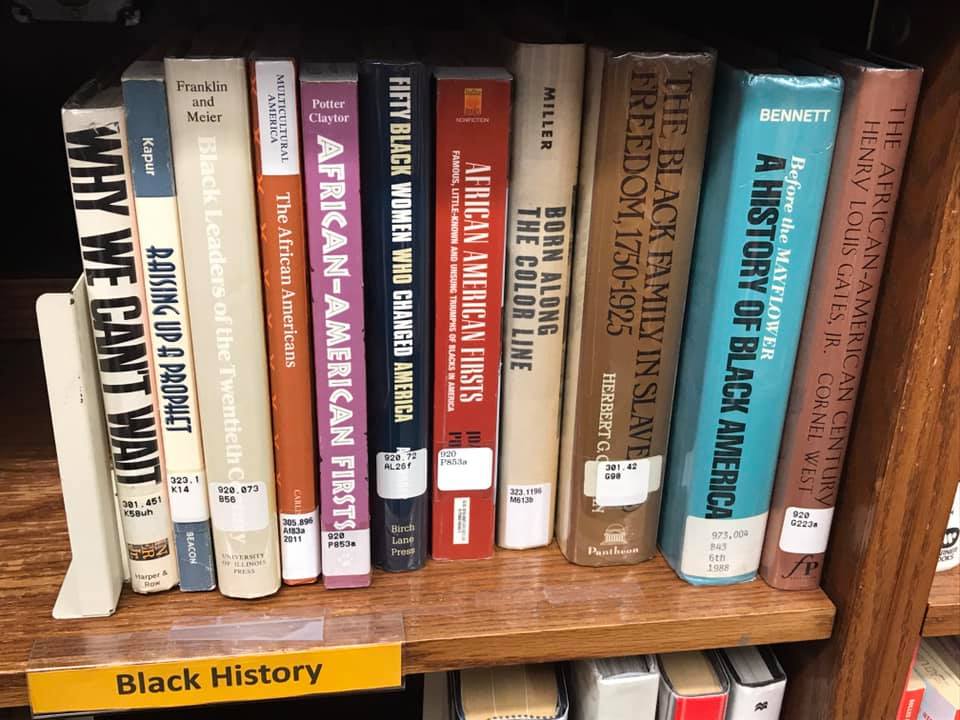 WHY WE CAN'T WAIT
301.451
K58uh
Harper &
Row
Kapur
RAISING UP A PROPHET
323.1
K14
BEACON
Franklin
and
Meier
Black Leaders of the Twentieth C
920.073
B56
UNIVERSITY
OF ILLINOIS
PRESS
MULTICULTURAL
AMERICA
The African Americans
305.896
Af83a
2011
Potter
Claytor
AFRICAN-AMERICAN FIRSTS
920
P853a
FIFTY BLACK WOMEN WHO CHANGED AMERICA
920.72
AL26f
Birch
Lane
Press
NONFICTION
AFRICAN AMERICAN FIRSTS
FAMOUS, LITTLE-KNOWN AND UNSUNG TRIUMPHS OF BLACKS IN AMERICA
920
P853a
MILLER
BORN ALONG
THE COLOR LINE
323.1196
M613b
THE BLACK FAMILY IN SLAVE
FREEDOM, 1750-1925
HERBERT G.
301.42
G98
Pantheon
BENNETT
Before the MAYFLOWER
A HISTORY OF BLACK AMERICA
973.004
B43
6th
1988
THE AFRICAN-AMERICAN CENTURY
HENRY LOUIS GATES, JR. CORNEL WEST
920
G223a
fP
Black History